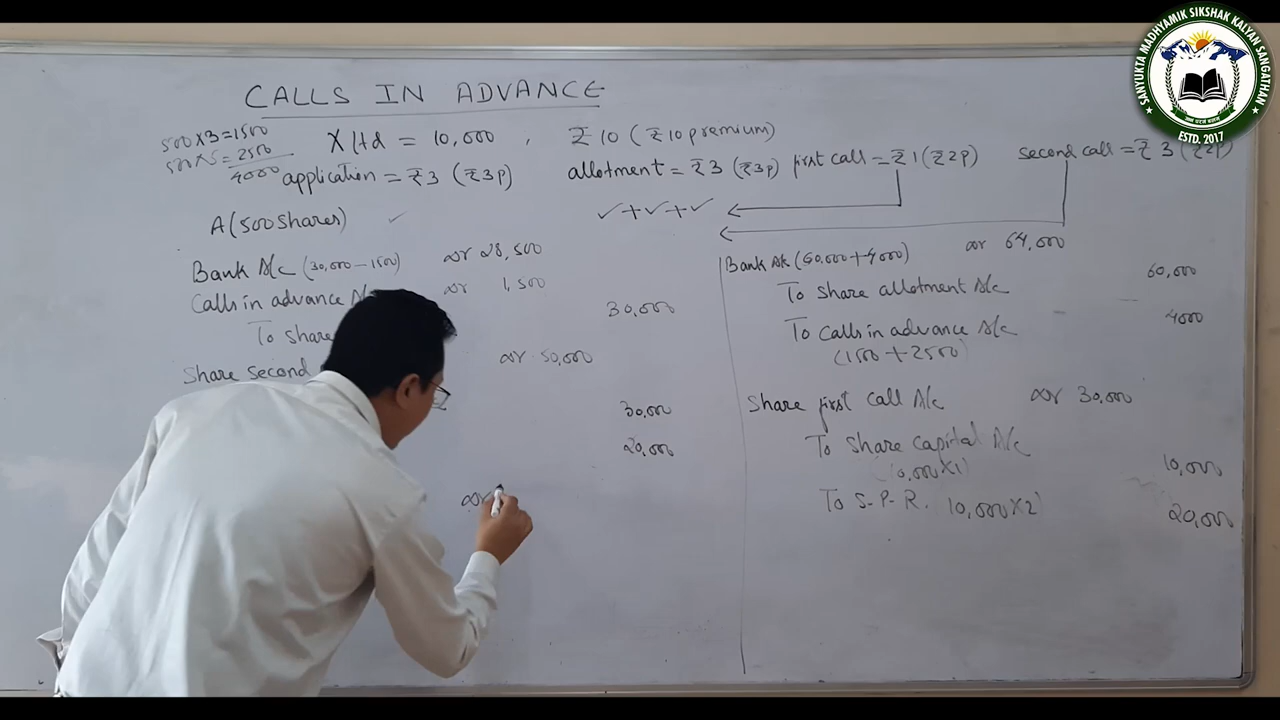 CALLS IN ADVANCE
500 X 3 = 1500
500 X 5 = 2500
4000
X Ltd = 10,000 , ₹ 10 (₹ 10 premium)
application = ₹ 3 (₹ 3p) allotment = ₹ 3 (₹ 3p) first call = ₹ 1 (₹ 2p) second call = ₹ 3 (₹ 2p)
A (500 shares) ✓
✓ + ✓ + ✓
Bank A/c (30,000 – 1500) dr 28,500
Calls in advance dr 1,500
To share 30,000
Share second dr 50,000
30,000
20,000
dr
Bank A/c (60,000 + 4000) dr 64,000
To share allotment A/c 60,000
To calls in advance A/c 4000
(1500 + 2500)
Share first call A/c dr 30,000
To share capital A/c
(10,000 X 1) 10,000
To S.P.R. 10,000 X 2) 20,000
SANYUKTA MADHYAMIK SIKSHAK KALYAN SANGATHAN
ESTD. 2017